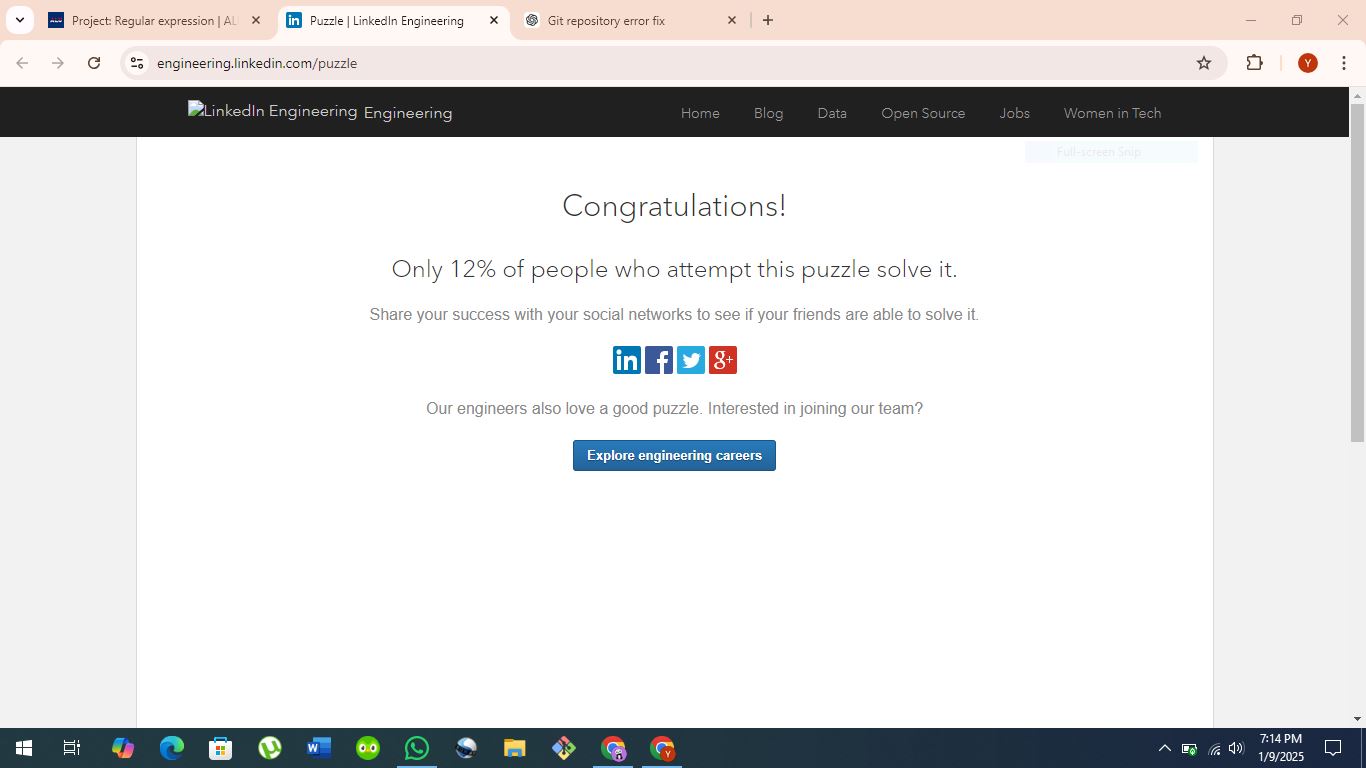 Project: Regular expression | AL
Puzzle | LinkedIn Engineering
Git repository error fix
engineering.linkedin.com/puzzle
Y
LinkedIn Engineering Engineering
Home
Blog
Data
Open Source
Jobs
Women in Tech
Full-screen Snip
Congratulations!
Only 12% of people who attempt this puzzle solve it.
Share your success with your social networks to see if your friends are able to solve it.
in f g+
Our engineers also love a good puzzle. Interested in joining our team?
Explore engineering careers
7:14 PM
1/9/2025